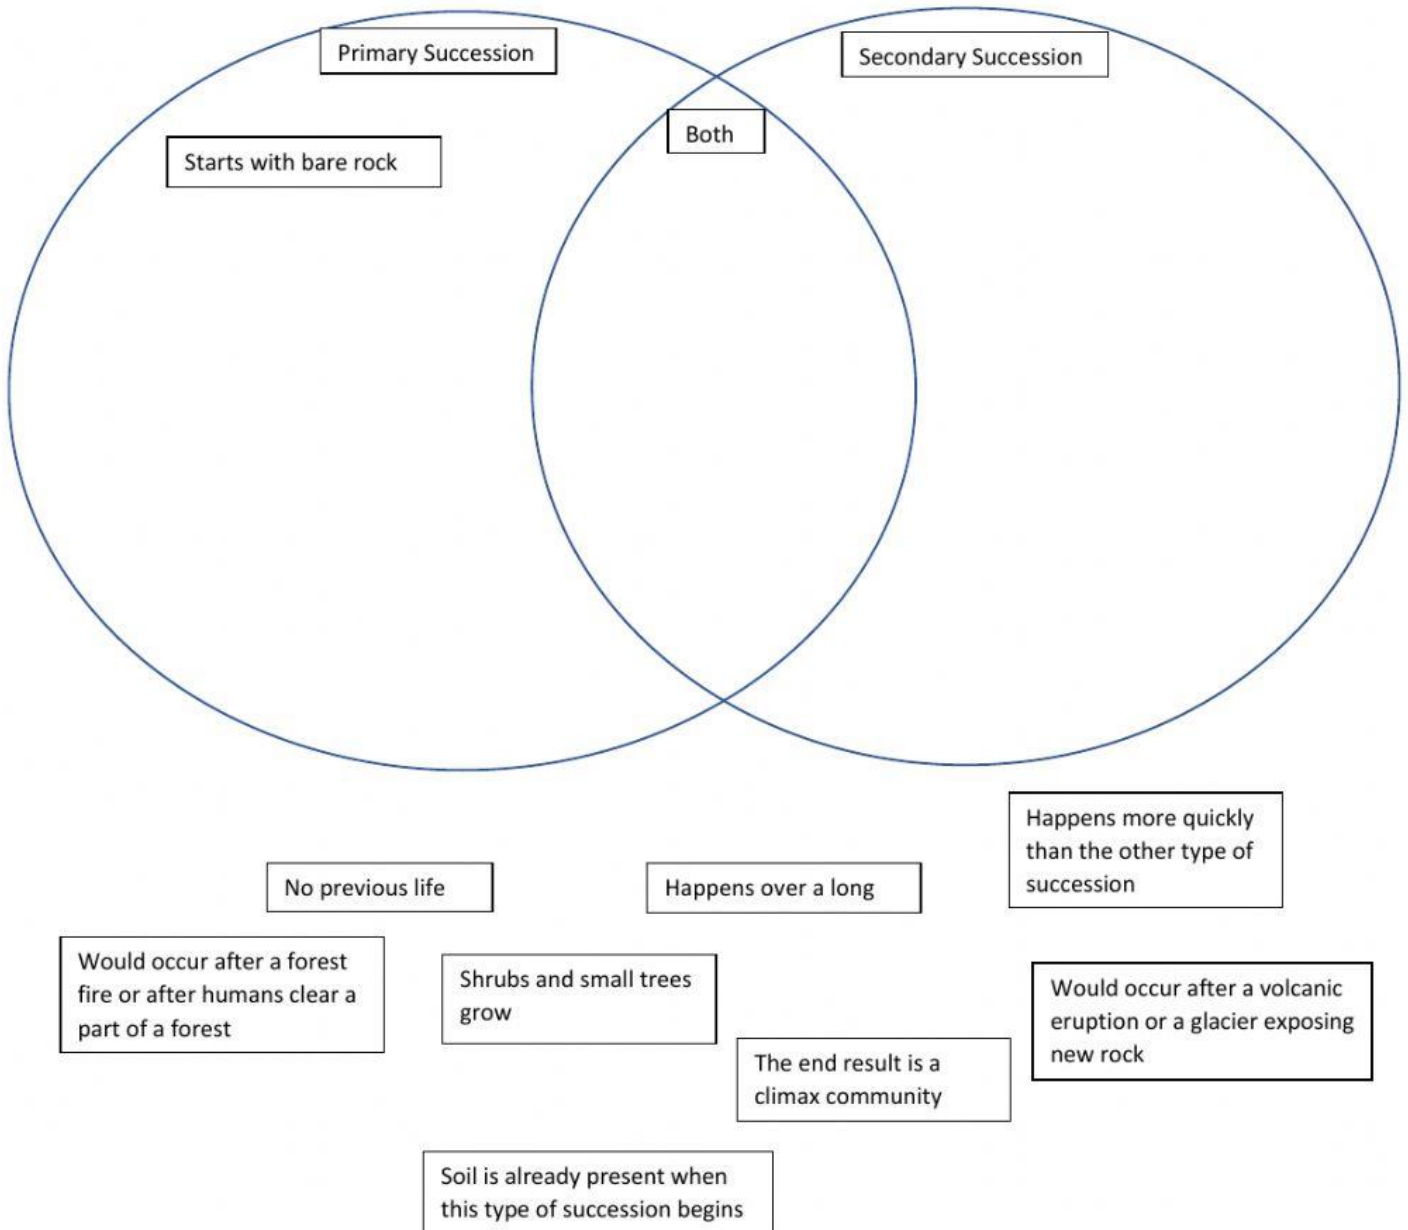 Primary Succession
Secondary Succession
Both
Starts with bare rock
Happens more quickly
than the other type of
succession
No previous life
Happens over a long
Would occur after a forest
fire or after humans clear a
part of a forest
Shrubs and small trees
grow
Would occur after a volcanic
eruption or a glacier exposing
new rock
The end result is a
climax community
Soil is already present when
this type of succession begins